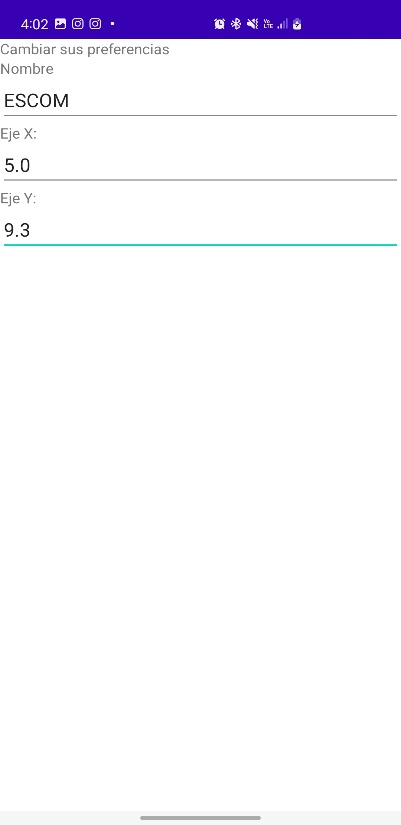 4:02
Cambiar sus preferencias
Nombre
ESCOM
Eje X:
5.0
Eje Y:
9.3